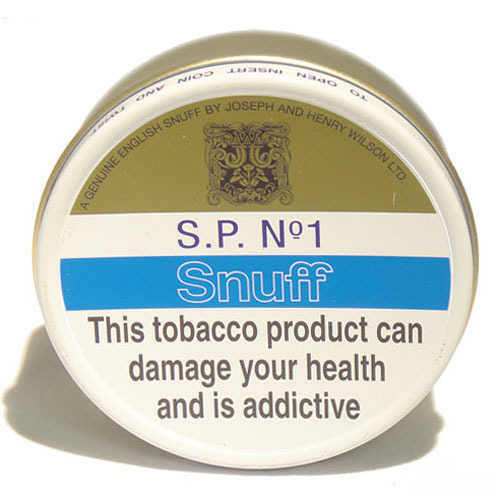 TO OPEN INSERT COIN AND TWIST
A GENUINE ENGLISH SNUFF BY JOSEPH AND HENRY WILSON LTD.
W
S.P. Nº1
Snuff
This tobacco product can
damage your health
and is addictive